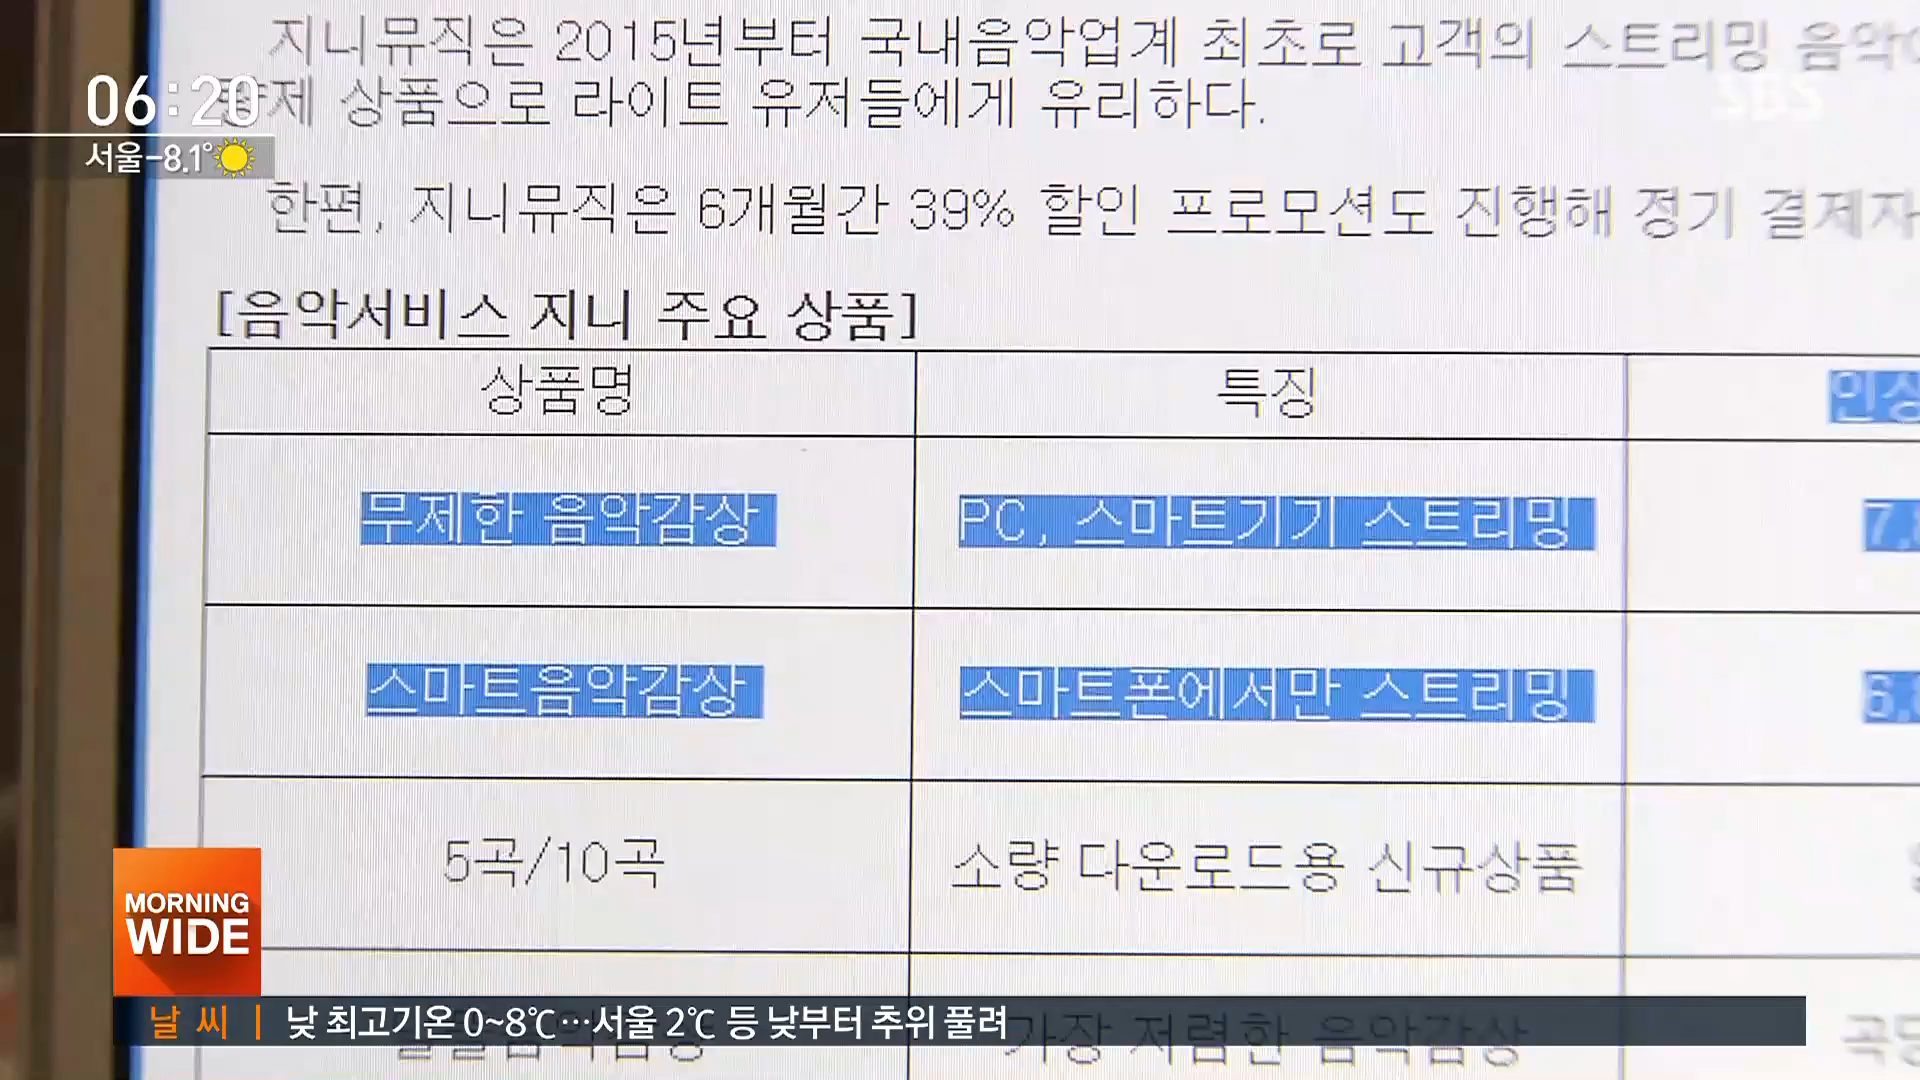 지니뮤직은 2015년부터 국내음악업계 최초로 고객의 스트리밍
06:20
SBS
상품으로 라이트 유저들에게 유리하다.
서울-8.1°
한편, 지니뮤직은 6개월간 39% 할인 프로모션도 진행해 정기
[음악서비스 지니 주요 상품]
상품명 특징
무제한 음악감상 PC, 스마트기기 스트리밍
스마트음악감상 스마트폰에서만 스트리밍
5곡/10곡 소량 다운로드용 신규상품
MORNING
WIDE
날 씨 | 낮 최고기온 0~8℃…서울 2℃ 등 낮부터 추위 풀려
가장 저렴한 음악감상